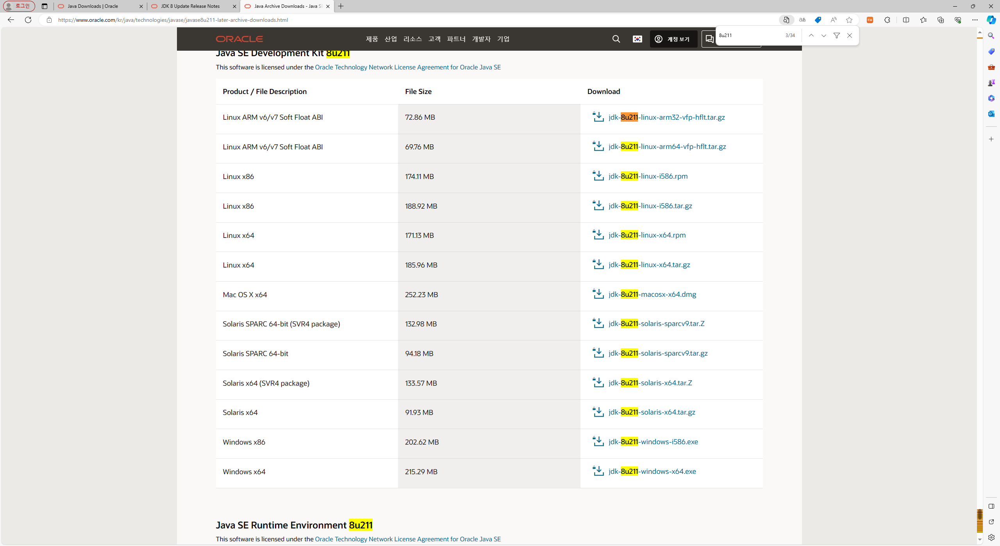 로그인
Java Downloads | Oracle
JDK 8 Update Release Notes
Java Archive Downloads - Java SE
https://www.oracle.com/kr/java/technologies/javase/javase8u211-later-archive-downloads.html
8u211
3/34
ORACLE
제품 산업 리소스 고객 파트너 개발자 기업
계정 보기
Java SE Development Kit 8u211
This software is licensed under the Oracle Technology Network License Agreement for Oracle Java SE
Product / File Description File Size Download
Linux ARM v6/v7 Soft Float ABI 72.86 MB jdk-8u211-linux-arm32-vfp-hflt.tar.gz
Linux ARM v6/v7 Soft Float ABI 69.76 MB jdk-8u211-linux-arm64-vfp-hflt.tar.gz
Linux x86 174.11 MB jdk-8u211-linux-i586.rpm
Linux x86 188.92 MB jdk-8u211-linux-i586.tar.gz
Linux x64 171.13 MB jdk-8u211-linux-x64.rpm
Linux x64 185.96 MB jdk-8u211-linux-x64.tar.gz
Mac OS X x64 252.23 MB jdk-8u211-macosx-x64.dmg
Solaris SPARC 64-bit (SVR4 package) 132.98 MB jdk-8u211-solaris-sparcv9.tar.Z
Solaris SPARC 64-bit 94.18 MB jdk-8u211-solaris-sparcv9.tar.gz
Solaris x64 (SVR4 package) 133.57 MB jdk-8u211-solaris-x64.tar.Z
Solaris x64 91.93 MB jdk-8u211-solaris-x64.tar.gz
Windows x86 202.62 MB jdk-8u211-windows-i586.exe
Windows x64 215.29 MB jdk-8u211-windows-x64.exe
Java SE Runtime Environment 8u211
This software is licensed under the Oracle Technology Network License Agreement for Oracle Java SE